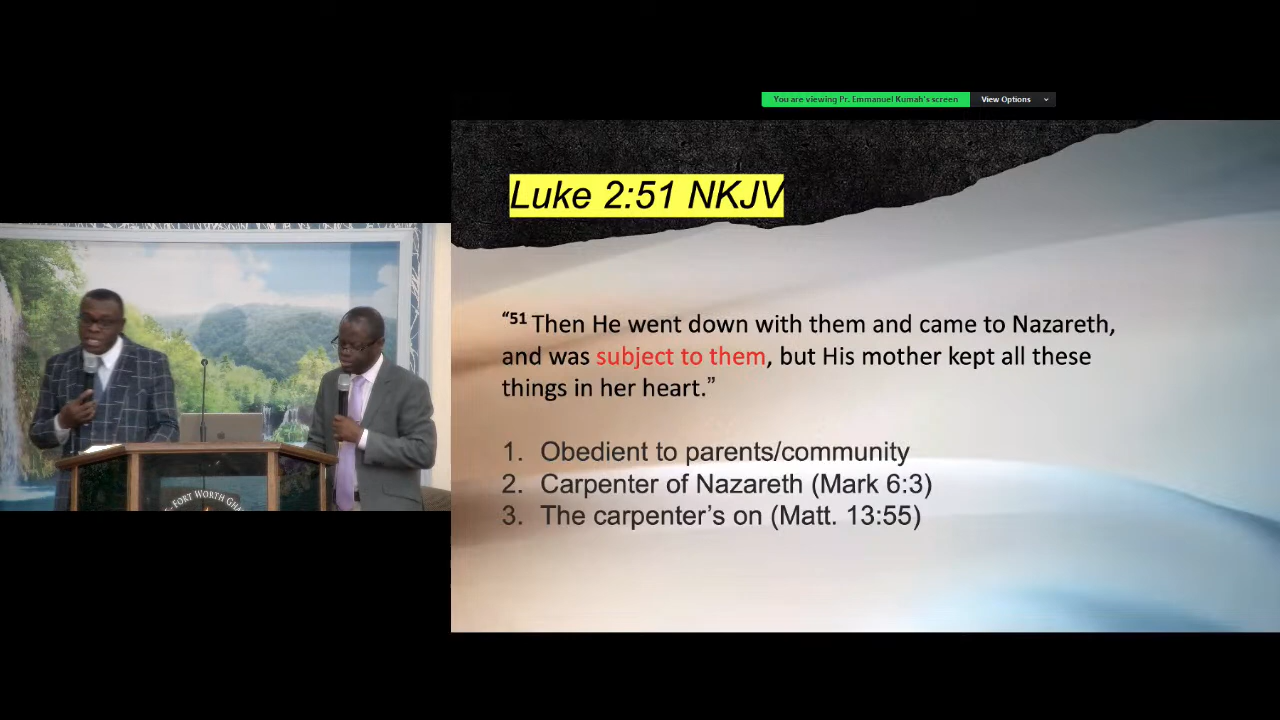 You are viewing Pr. Emmanuel Kumah's screen View Options
Luke 2:51 NKJV
“51 Then He went down with them and came to Nazareth,
and was subject to them, but His mother kept all these
things in her heart.”
1. Obedient to parents/community
2. Carpenter of Nazareth (Mark 6:3)
3. The carpenter’s on (Matt. 13:55)
-FORT WORTH